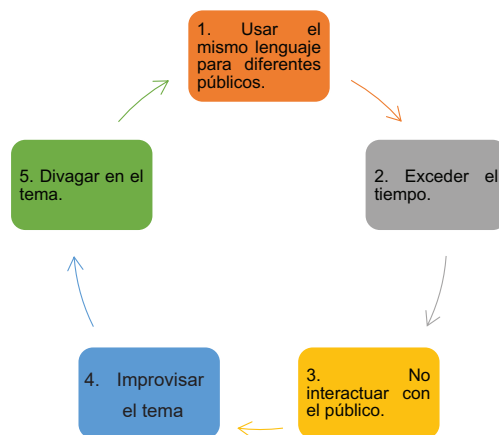 1. Usar el
mismo lenguaje
para diferentes
públicos.
2. Exceder el
tiempo.
3. No
interactuar con
el público.
4. Improvisar
el tema
5. Divagar en el
tema.